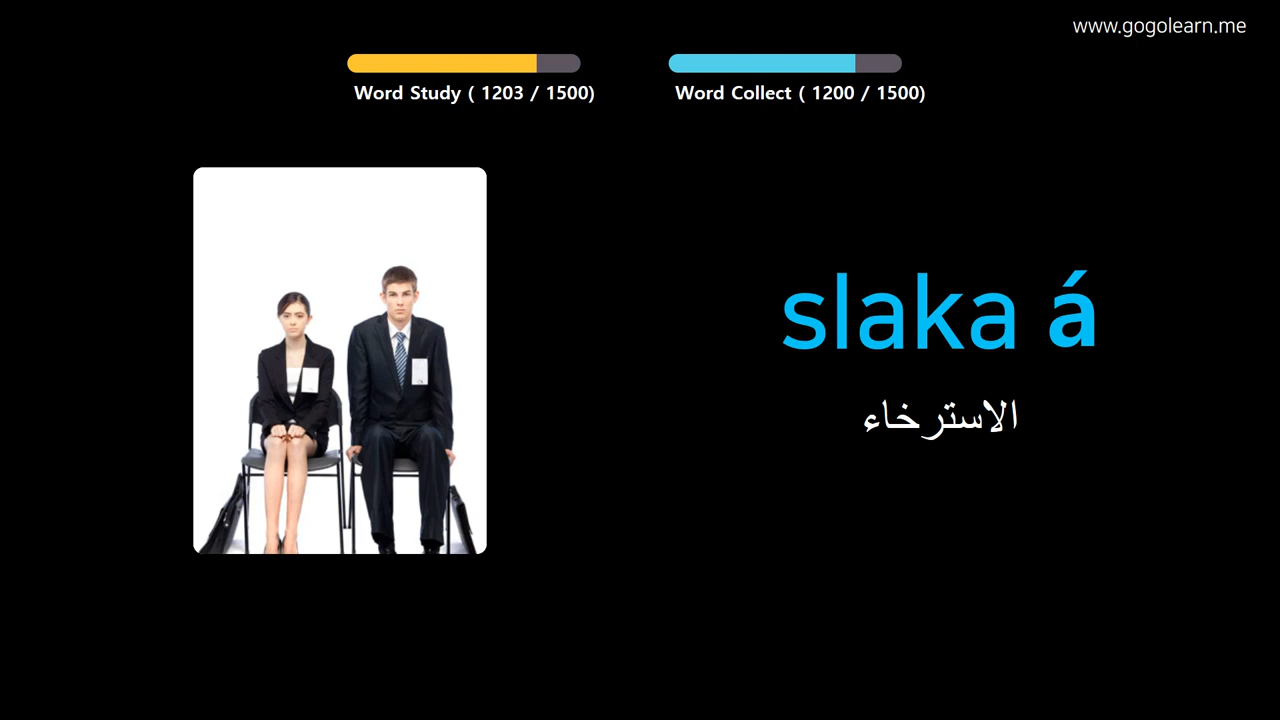 www.gogolearn.me
Word Study ( 1203 / 1500)
Word Collect ( 1200 / 1500)
slaka á
الاسترخاء